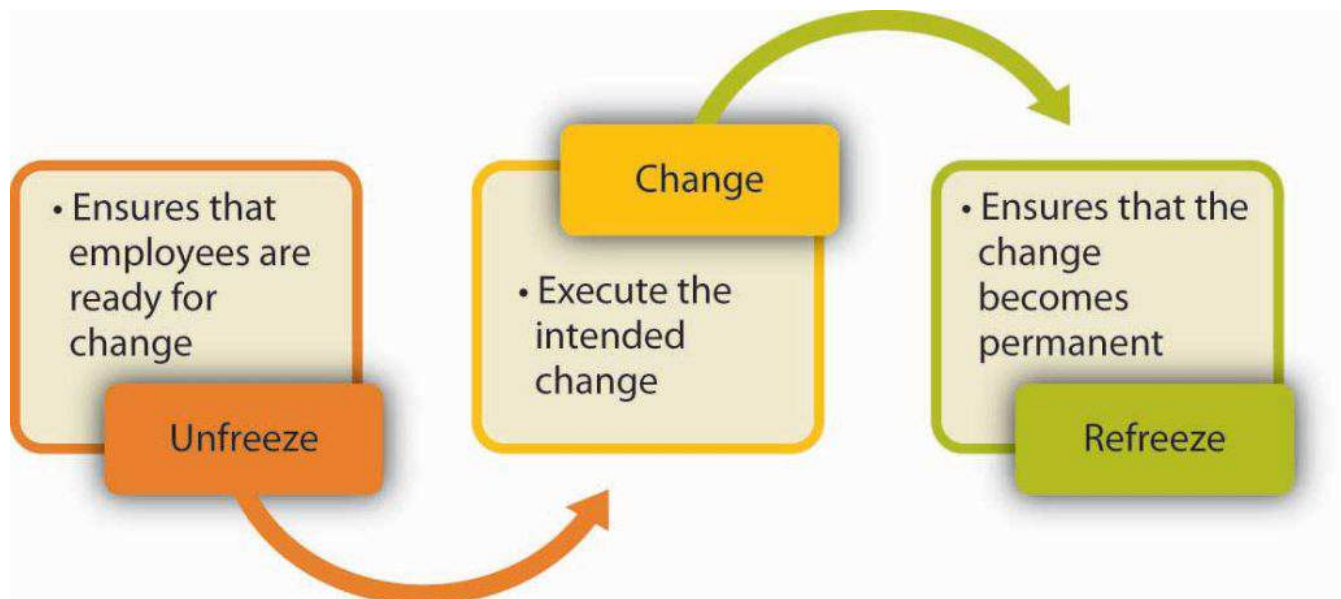 • Ensures that
employees are
ready for
change
Unfreeze
Change
• Execute the
intended
change
• Ensures that the
change
becomes
permanent
Refreeze